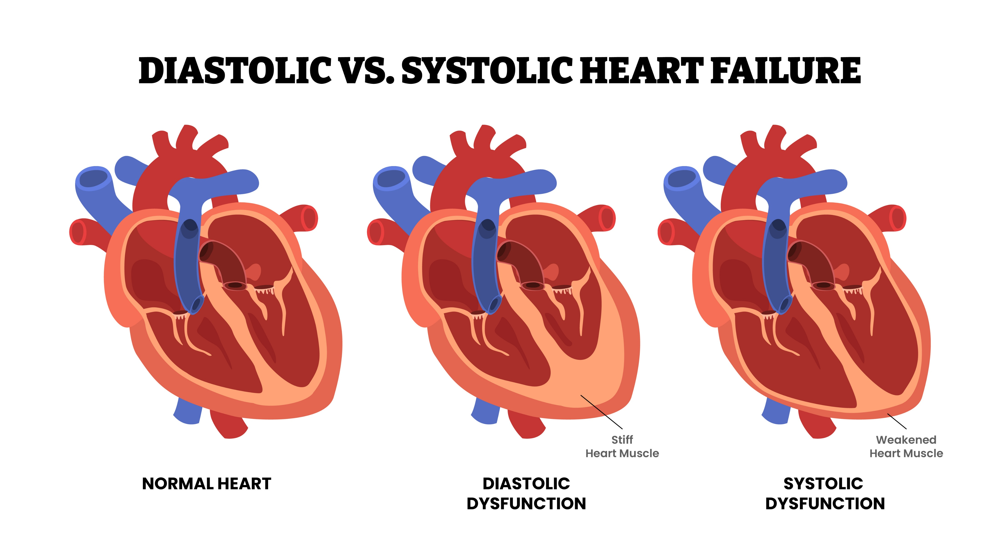 DIASTOLIC VS. SYSTOLIC HEART FAILURE
Stiff
Heart Muscle
Weakened
Heart Muscle
NORMAL HEART
DIASTOLIC
DYSFUNCTION
SYSTOLIC
DYSFUNCTION